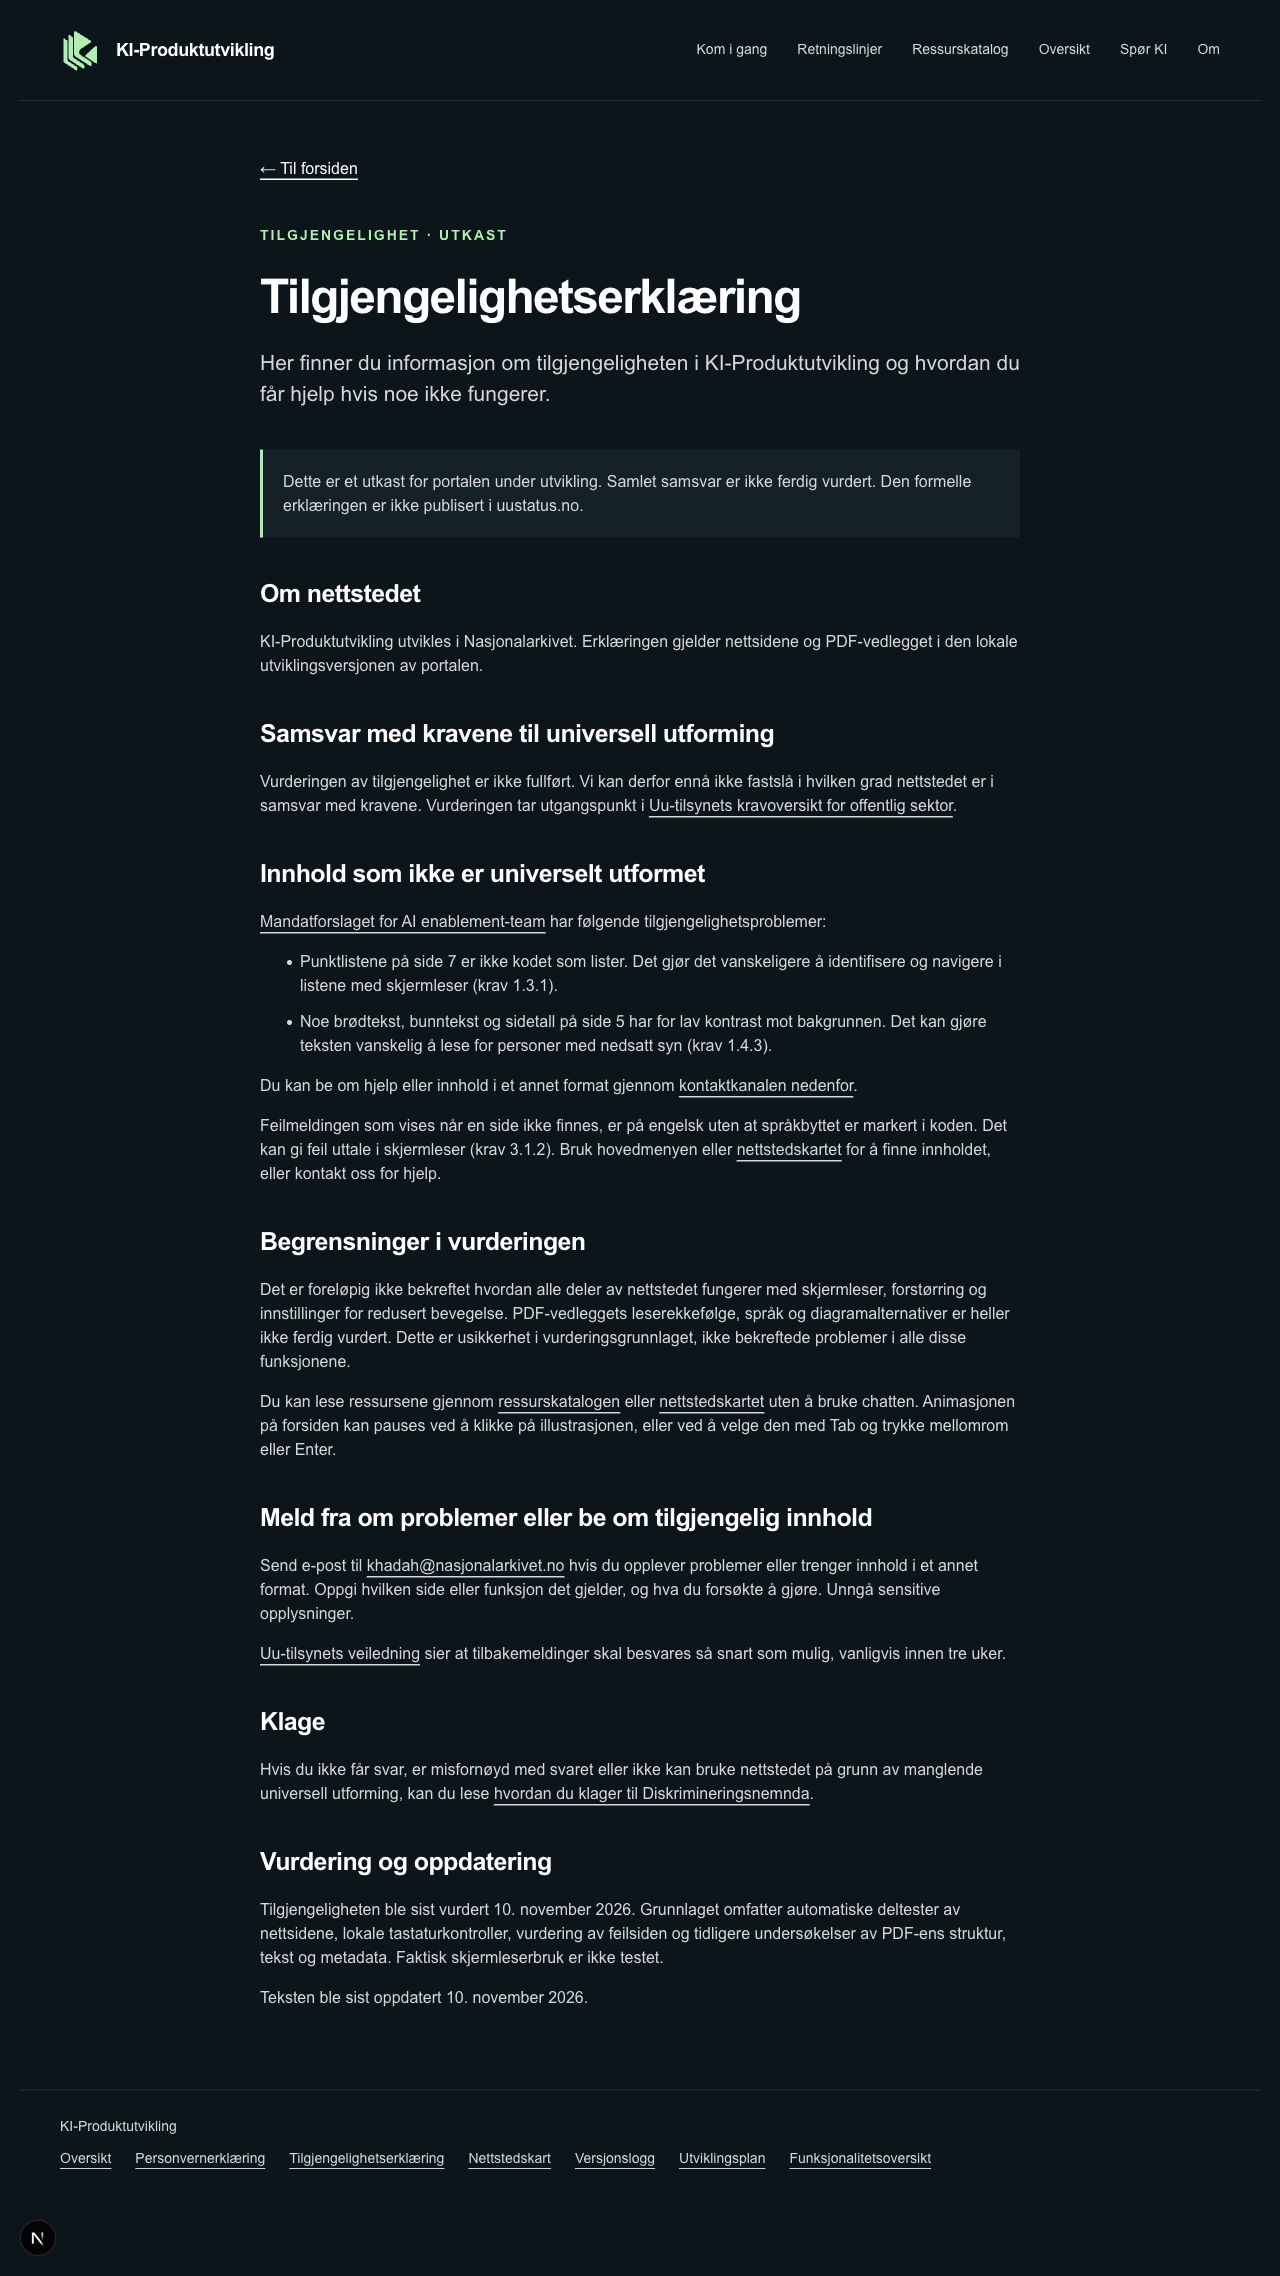 KI-Produktutvikling
Kom i gang
Retningslinjer
Ressurskatalog
Oversikt
Spør KI
Om
← Til forsiden
TILGJENGELIGHET · UTKAST
Tilgjengelighetserklæring
Her finner du informasjon om tilgjengeligheten i KI-Produktutvikling og hvordan du
får hjelp hvis noe ikke fungerer.
Dette er et utkast for portalen under utvikling. Samlet samsvar er ikke ferdig vurdert. Den formelle
erklæringen er ikke publisert i uustatus.no.
Om nettstedet
KI-Produktutvikling utvikles i Nasjonalarkivet. Erklæringen gjelder nettsidene og PDF-vedlegget i den lokale
utviklingsversjonen av portalen.
Samsvar med kravene til universell utforming
Vurderingen av tilgjengelighet er ikke fullført. Vi kan derfor ennå ikke fastslå i hvilken grad nettstedet er i
samsvar med kravene. Vurderingen tar utgangspunkt i Uu-tilsynets kravoversikt for offentlig sektor.
Innhold som ikke er universelt utformet
Mandatforslaget for AI enablement-team har følgende tilgjengelighetsproblemer:
• Punktlistene på side 7 er ikke kodet som lister. Det gjør det vanskeligere å identifisere og navigere i
listene med skjermleser (krav 1.3.1).
• Noe brødtekst, bunntekst og sidetall på side 5 har for lav kontrast mot bakgrunnen. Det kan gjøre
teksten vanskelig å lese for personer med nedsatt syn (krav 1.4.3).
Du kan be om hjelp eller innhold i et annet format gjennom kontaktkanalen nedenfor.
Feilmeldingen som vises når en side ikke finnes, er på engelsk uten at språkbyttet er markert i koden. Det
kan gi feil uttale i skjermleser (krav 3.1.2). Bruk hovedmenyen eller nettstedskartet for å finne innholdet,
eller kontakt oss for hjelp.
Begrensninger i vurderingen
Det er foreløpig ikke bekreftet hvordan alle deler av nettstedet fungerer med skjermleser, forstørring og
innstillinger for redusert bevegelse. PDF-vedleggets leserekkefølge, språk og diagramalternativer er heller
ikke ferdig vurdert. Dette er usikkerhet i vurderingsgrunnlaget, ikke bekreftede problemer i alle disse
funksjonene.
Du kan lese ressursene gjennom ressurskatalogen eller nettstedskartet uten å bruke chatten. Animasjonen
på forsiden kan pauses ved å klikke på illustrasjonen, eller ved å velge den med Tab og trykke mellomrom
eller Enter.
Meld fra om problemer eller be om tilgjengelig innhold
Send e-post til khadah@nasjonalarkivet.no hvis du opplever problemer eller trenger innhold i et annet
format. Oppgi hvilken side eller funksjon det gjelder, og hva du forsøkte å gjøre. Unngå sensitive
opplysninger.
Uu-tilsynets veiledning sier at tilbakemeldinger skal besvares så snart som mulig, vanligvis innen tre uker.
Klage
Hvis du ikke får svar, er misfornøyd med svaret eller ikke kan bruke nettstedet på grunn av manglende
universell utforming, kan du lese hvordan du klager til Diskrimineringsnemnda.
Vurdering og oppdatering
Tilgjengeligheten ble sist vurdert 10. november 2026. Grunnlaget omfatter automatiske deltester av
nettsidene, lokale tastaturkontroller, vurdering av feilsiden og tidligere undersøkelser av PDF-ens struktur,
tekst og metadata. Faktisk skjermleserbruk er ikke testet.
Teksten ble sist oppdatert 10. november 2026.
KI-Produktutvikling
Oversikt
Personvernerklæring
Tilgjengelighetserklæring
Nettstedskart
Versjonslogg
Utviklingsplan
Funksjonalitetsoversikt
N